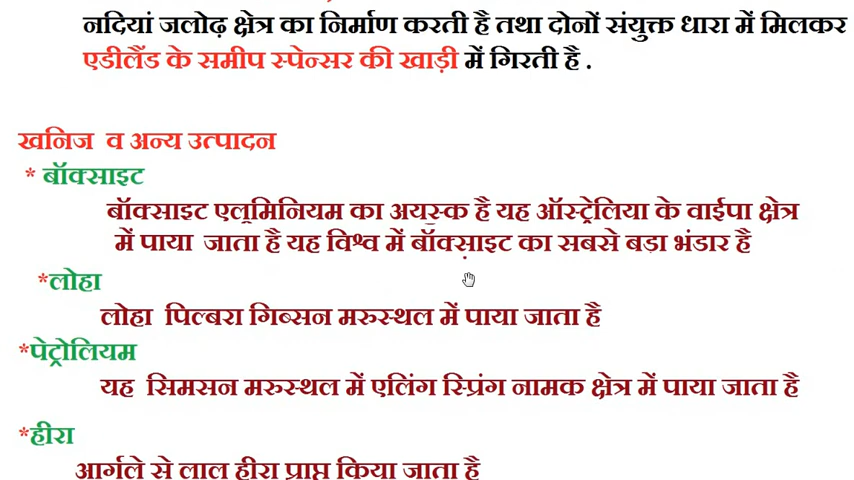 नदियां जलोढ़ क्षेत्र का निर्माण करती है तथा दोनों संयुक्त धारा में मिलकर
एडीलैंड के समीप स्पेन्सर की खाड़ी में गिरती है .
खनिज व अन्य उत्पादन
* बॉक्साइट
बॉक्साइट एलुमिनियम का अयस्क है यह ऑस्ट्रेलिया के वाईपा क्षेत्र
में पाया जाता है यह विश्व में बॉक्साइट का सबसे बड़ा भंडार है
*लोहा
लोहा पिल्बरा गिब्सन मरुस्थल में पाया जाता है
*पेट्रोलियम
यह सिमसन मरुस्थल में एलिंग स्प्रिंग नामक क्षेत्र में पाया जाता है
*हीरा
आर्गले से लाल हीरा प्राप्त किया जाता है